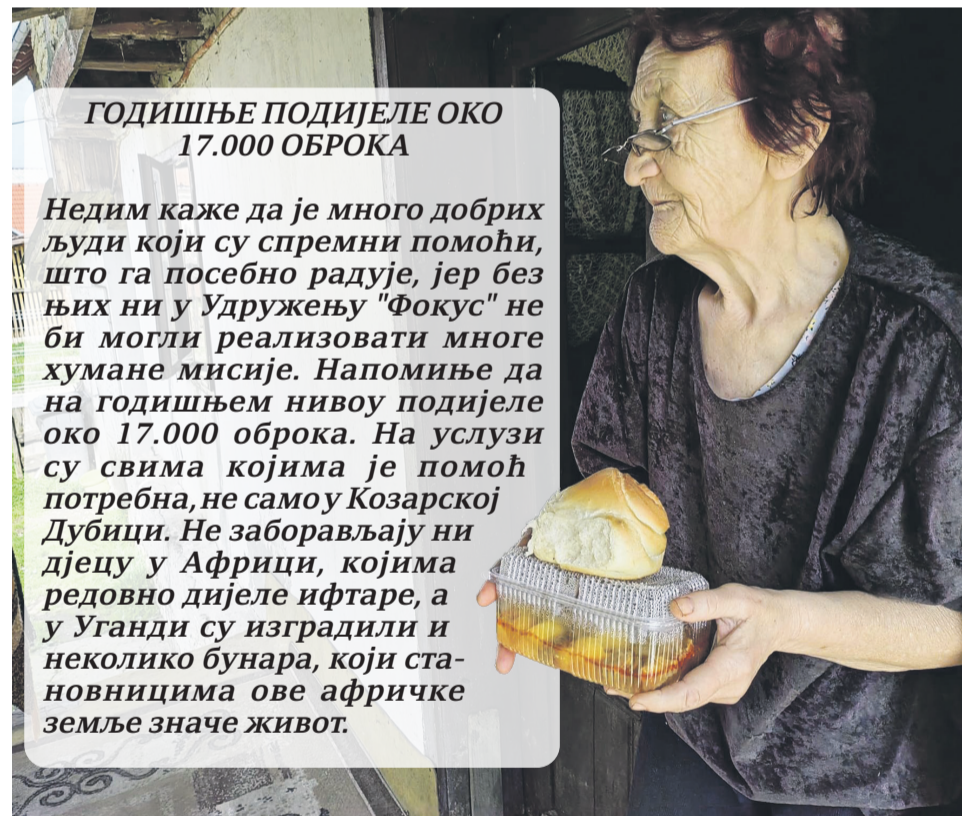 ГОДИШЊЕ ПОДИЈЕЛЕ ОКО
17.000 ОБРОКА
Недим каже да је много добрих
људи који су спремни помоћи,
што га посебно радује, јер без
њих ни у Удружењу "Фокус" не
би могли реализовати многе
хумане мисије. Напомиње да
на годишњем нивоу подијеле
око 17.000 оброка. На услузи
су свима којима је помоћ
потребна, не само у Козарској
Дубици. Не заборављају ни
дјецу у Африци, којима
редовно дијеле ифтаре, а
у Уганди су изградили и
неколико бунара, који ста-
новницима ове афричке
земље значе живот.